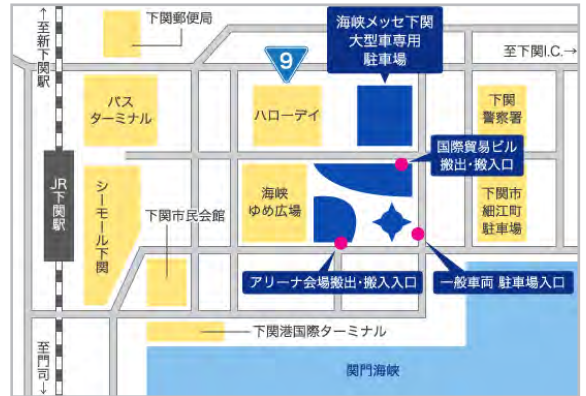 ←至新下関駅
下関郵便局
海峡メッセ下関
大型車専用
駐車場
9
至下関I.C.→
バス
ターミナル
ハローデイ
下関
警察署
国際貿易ビル
搬出・搬入口
JR下関駅
シーモール下関
下関市民会館
海峡
ゆめ広場
下関市
細江町
駐車場
アリーナ会場搬出・搬入入口
一般車両 駐車場入口
下関港国際ターミナル
至門司→
関門海峡